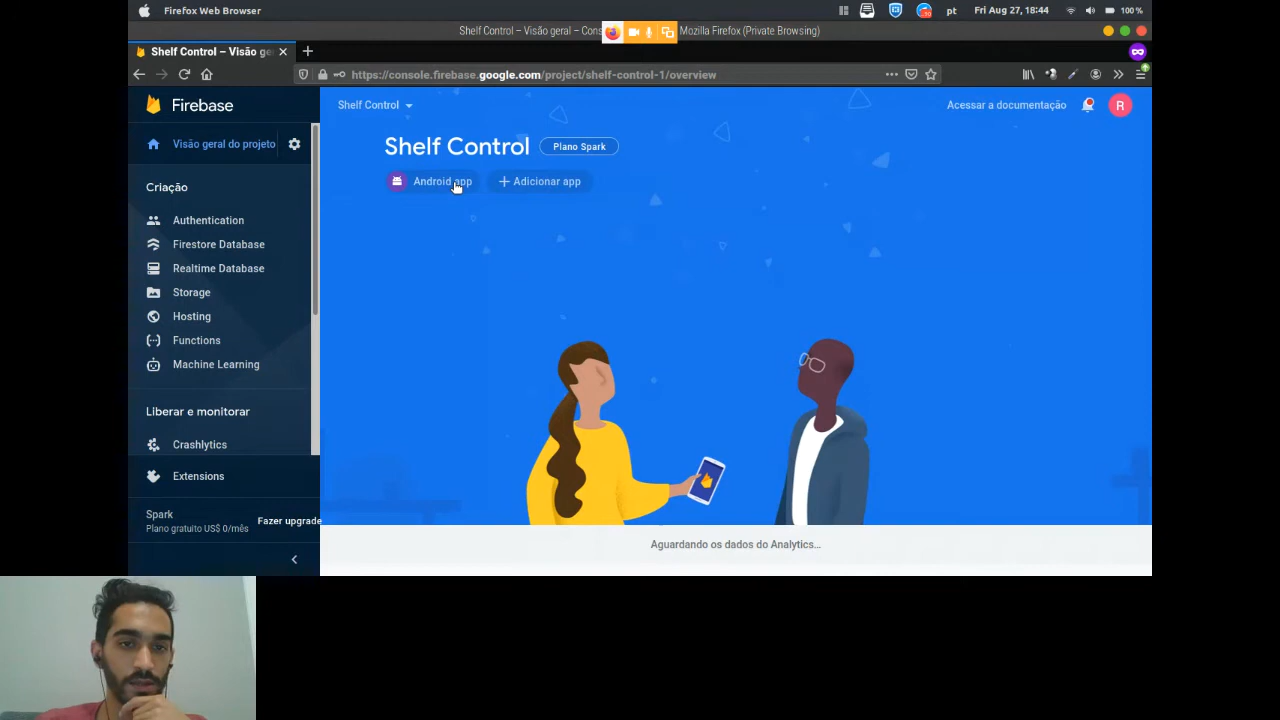 Firefox Web Browser
pt
Fri Aug 27, 18:44
100 %
Shelf Control – Visão geral – Cons
Mozilla Firefox (Private Browsing)
Shelf Control – Visão ge
https://console.firebase.google.com/project/shelf-control-1/overview
Firebase
Shelf Control
Acessar a documentação
R
Visão geral do projeto
Shelf Control
Plano Spark
Android app
Adicionar app
Criação
Authentication
Firestore Database
Realtime Database
Storage
Hosting
Functions
Machine Learning
Liberar e monitorar
Crashlytics
Extensions
Spark
Plano gratuito US$ 0/mês
Fazer upgrade
Aguardando os dados do Analytics…